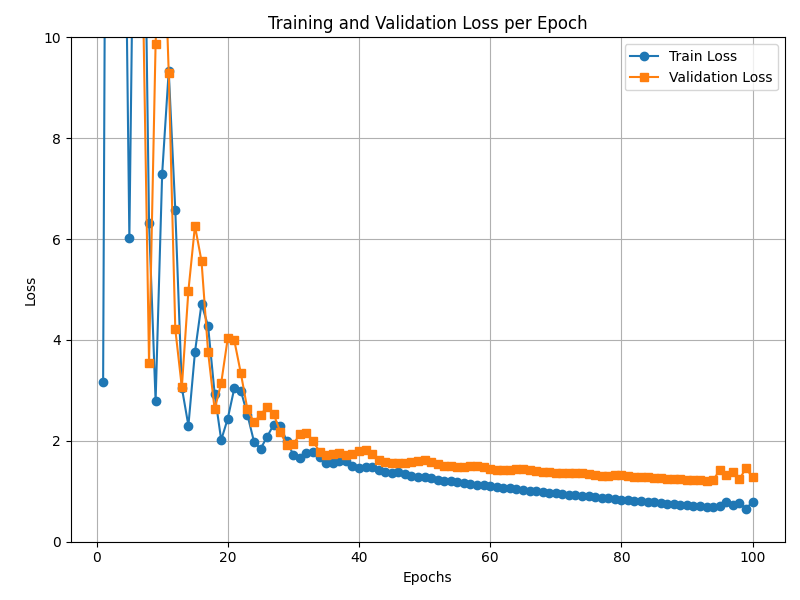 Training and Validation Loss per Epoch
Train Loss
Validation Loss
Loss
10
8
6
4
2
0
0 20 40 60 80 100
Epochs